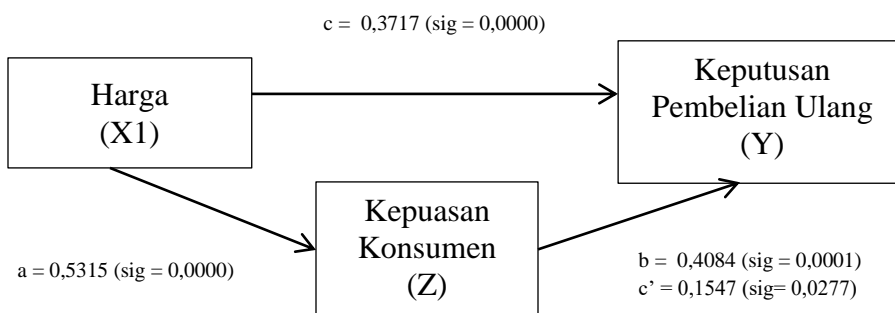 c = 0,3717 (sig = 0,0000)
Harga
(X1)
Keputusan
Pembelian Ulang
(Y)
Kepuasan
Konsumen
(Z)
a = 0,5315 (sig = 0,0000)
b = 0,4084 (sig = 0,0001)
c’ = 0,1547 (sig= 0,0277)